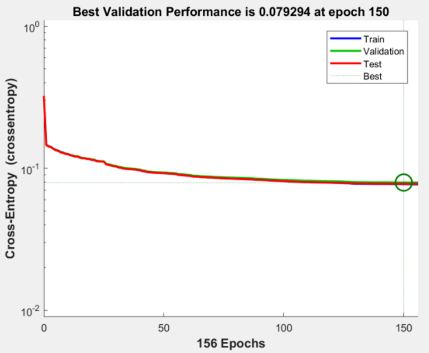 Best Validation Performance is 0.079294 at epoch 150
Cross-Entropy (crossentropy)
10^0
10^-1
10^-2
Train
Validation
Test
Best
0
50
100
150
156 Epochs